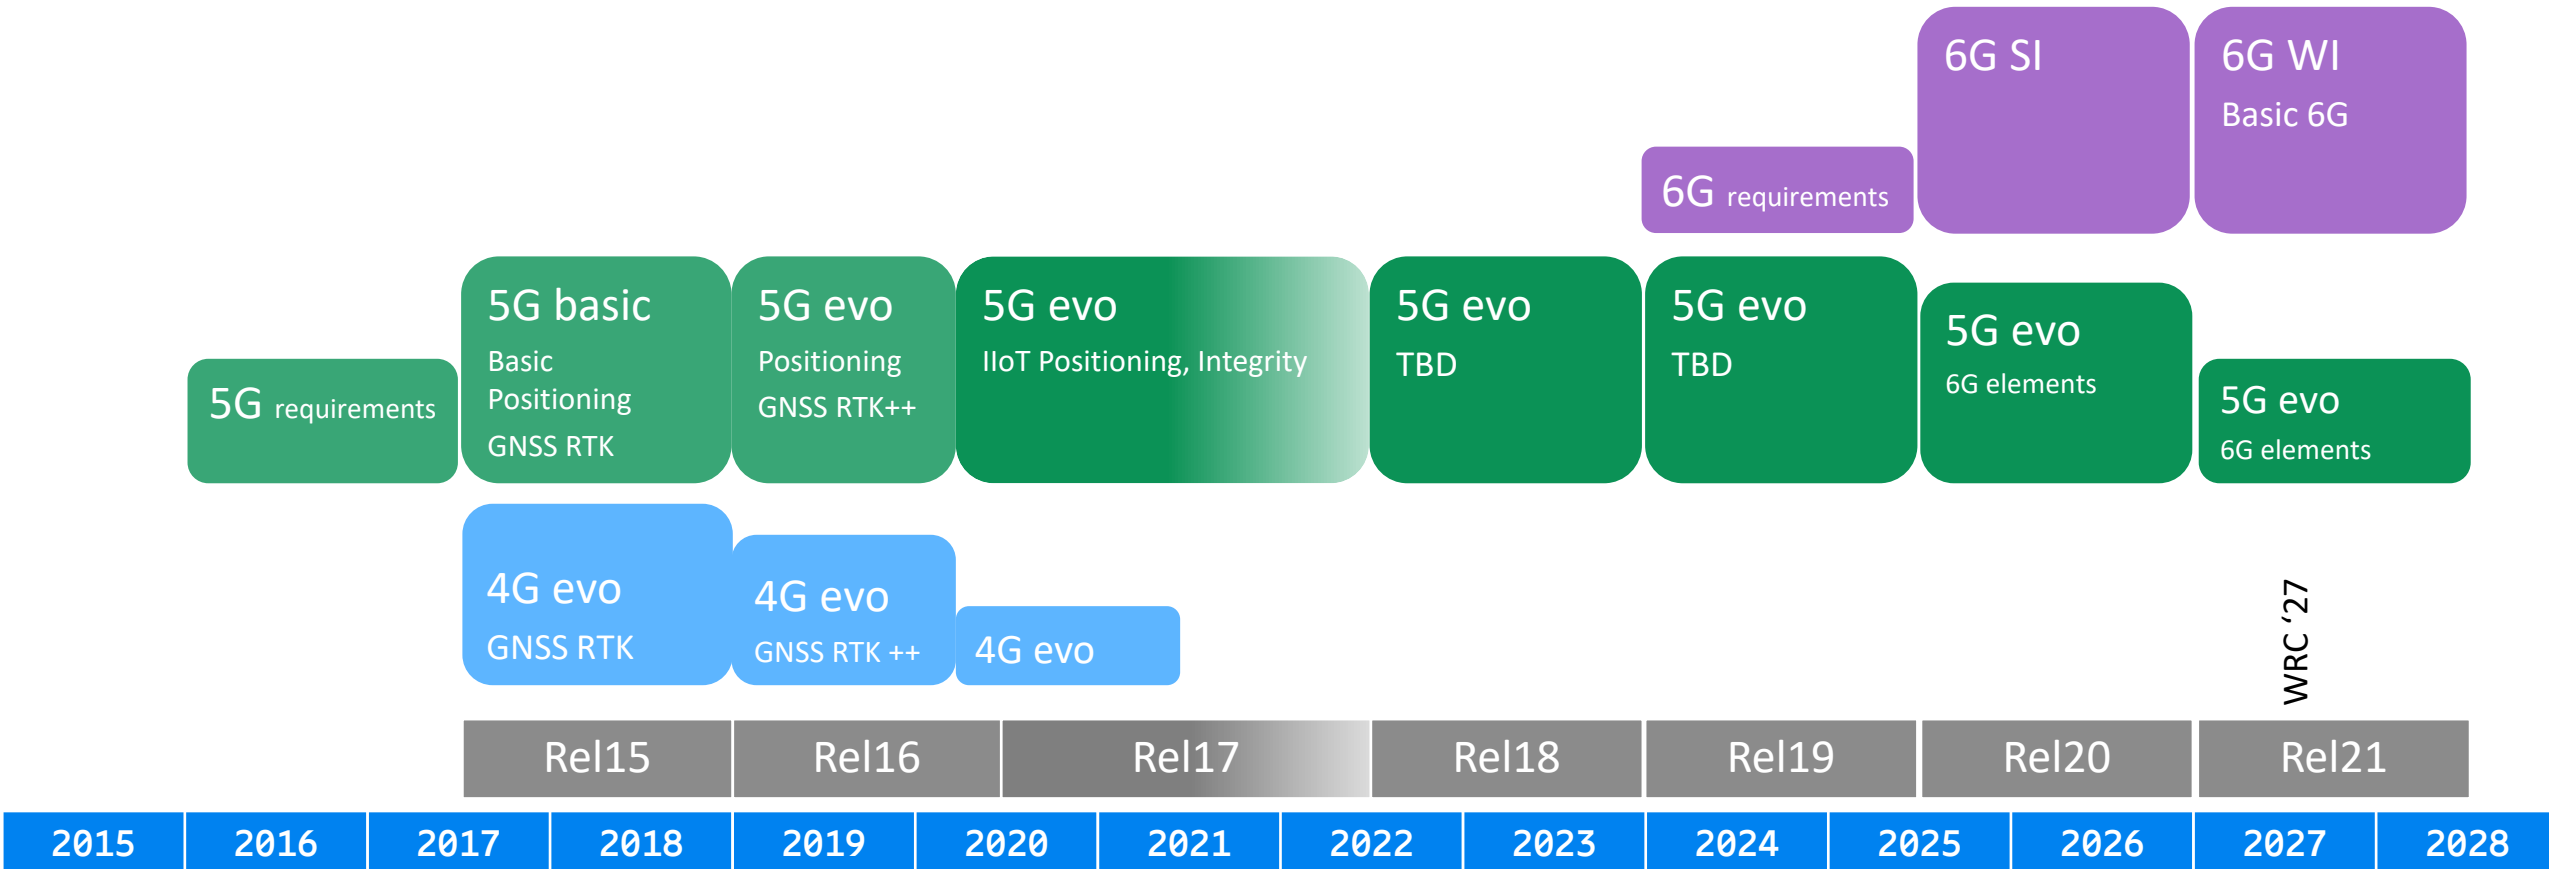 6G SI
6G WI
Basic 6G
6G requirements
5G requirements
5G basic
Basic
Positioning
GNSS RTK
5G evo
Positioning
GNSS RTK++
5G evo
IIoT Positioning, Integrity
5G evo
TBD
5G evo
TBD
5G evo
6G elements
5G evo
6G elements
4G evo
GNSS RTK
4G evo
GNSS RTK ++
4G evo
WRC ‘27
Rel15
Rel16
Rel17
Rel18
Rel19
Rel20
Rel21
2015
2016
2017
2018
2019
2020
2021
2022
2023
2024
2025
2026
2027
2028